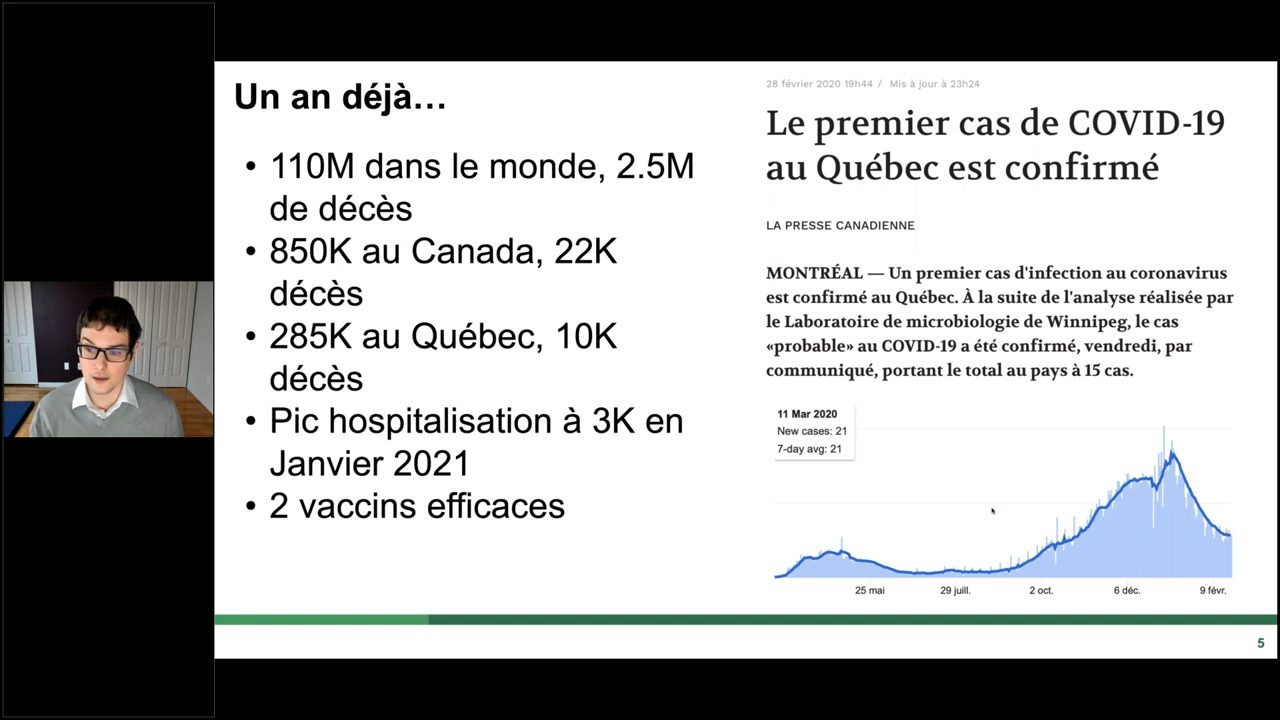 Un an déjà...
• 110M dans le monde, 2.5M
de décès
• 850K au Canada, 22K
décès
• 285K au Québec, 10K
décès
• Pic hospitalisation à 3K en
Janvier 2021
• 2 vaccins efficaces
28 février 2020 19h44 / Mis à jour à 23h24
Le premier cas de COVID-19
au Québec est confirmé
LA PRESSE CANADIENNE
MONTRÉAL — Un premier cas d'infection au coronavirus
est confirmé au Québec. À la suite de l'analyse réalisée par
le Laboratoire de microbiologie de Winnipeg, le cas
«probable» au COVID-19 a été confirmé, vendredi, par
communiqué, portant le total au pays à 15 cas.
11 Mar 2020
New cases: 21
7-day avg: 21
25 mai 29 juill. 2 oct. 6 déc. 9 févr.
5